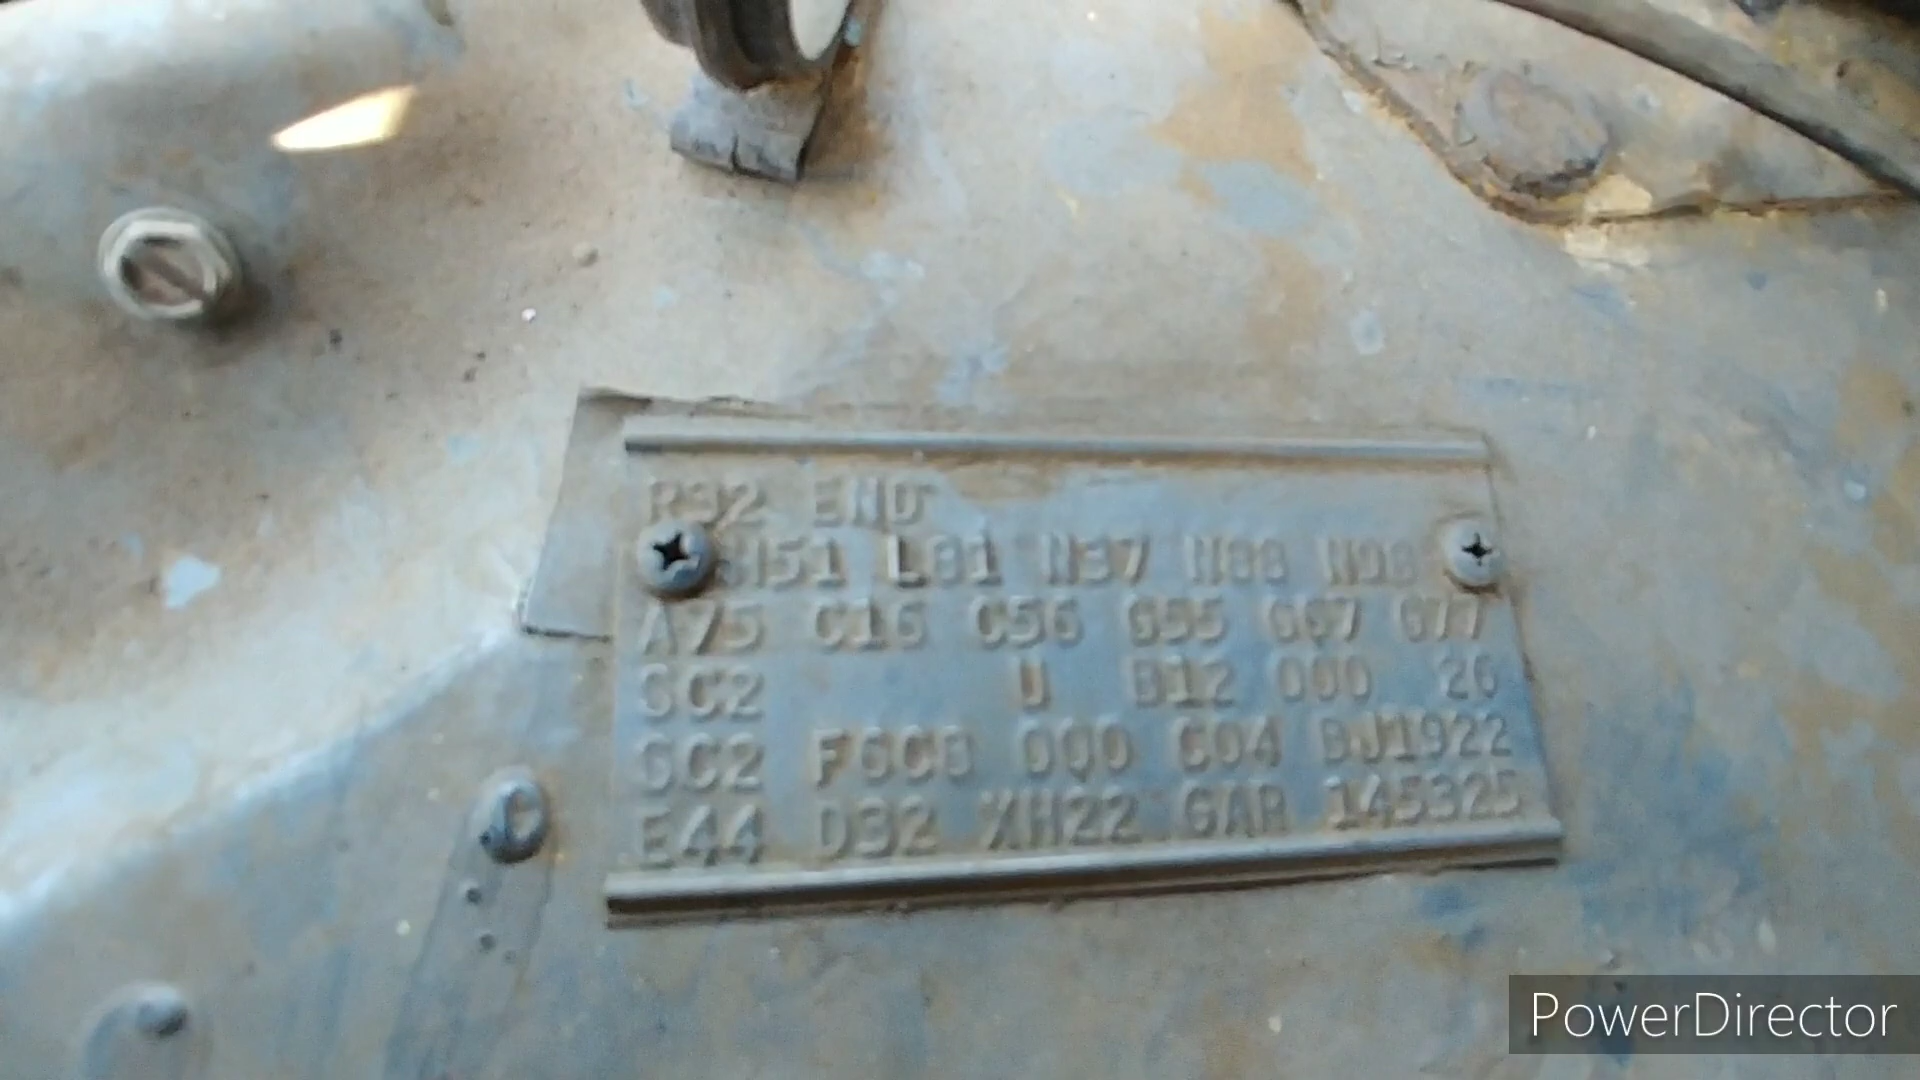 R32 END
H51 L81 N37 N88 N98
A75 C16 C56 G55 G67 G77
SC2 U B12 000 26
SC2 F6C8 000 C04 BJ1922
E44 D32 XH22 GAR 145325
PowerDirector